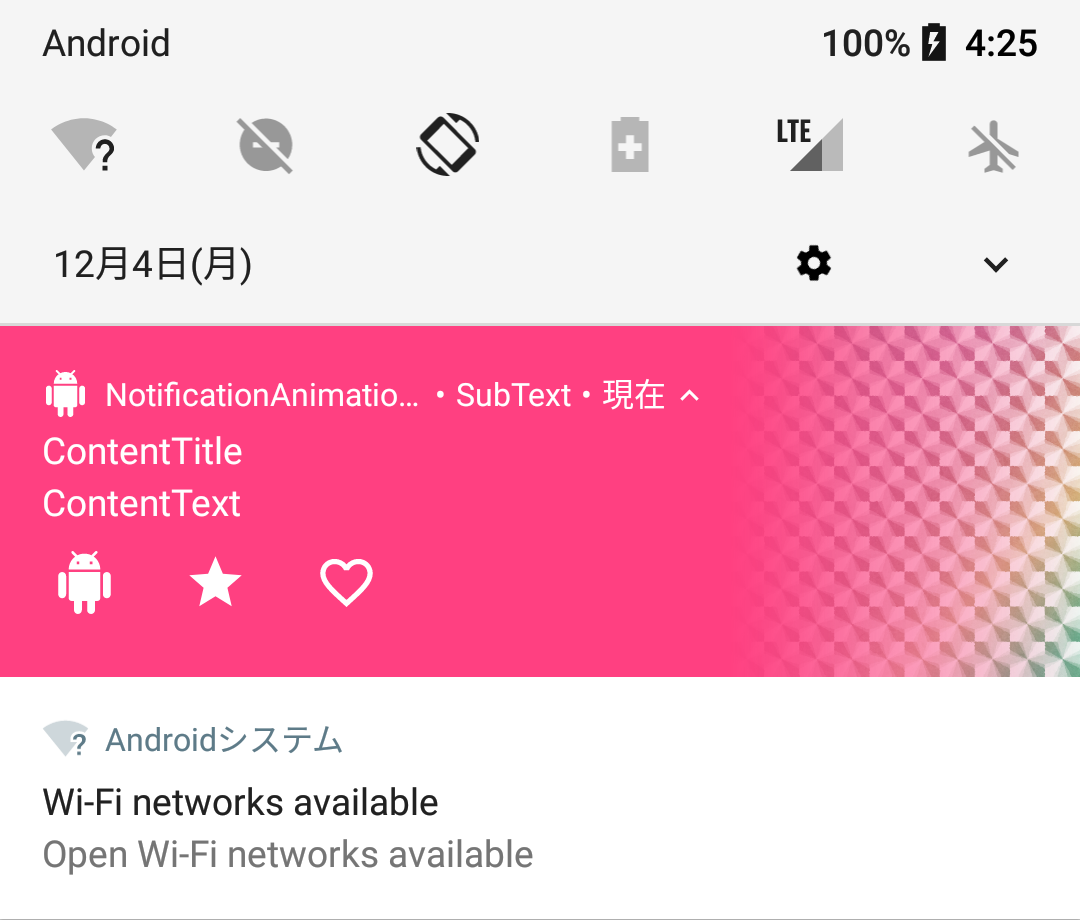 Android 100% 4:25
? LTE
12月4日(月)
NotificationAnimatio… • SubText • 現在
ContentTitle
ContentText
? Androidシステム
Wi-Fi networks available
Open Wi-Fi networks available